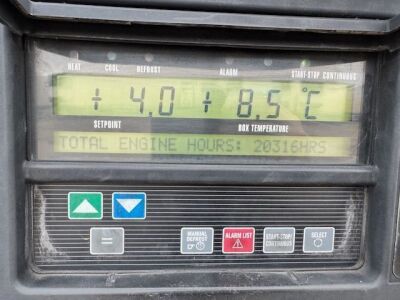 HEAT COOL DEFROST ALARM START-STOP CONTINUOUS
+ 4,0 + 8,5 °C
SETPOINT BOX TEMPERATURE
TOTAL ENGINE HOURS: 20316HRS
=
MANUAL DEFROST ALARM LIST START-STOP/ CONTINUOUS SELECT